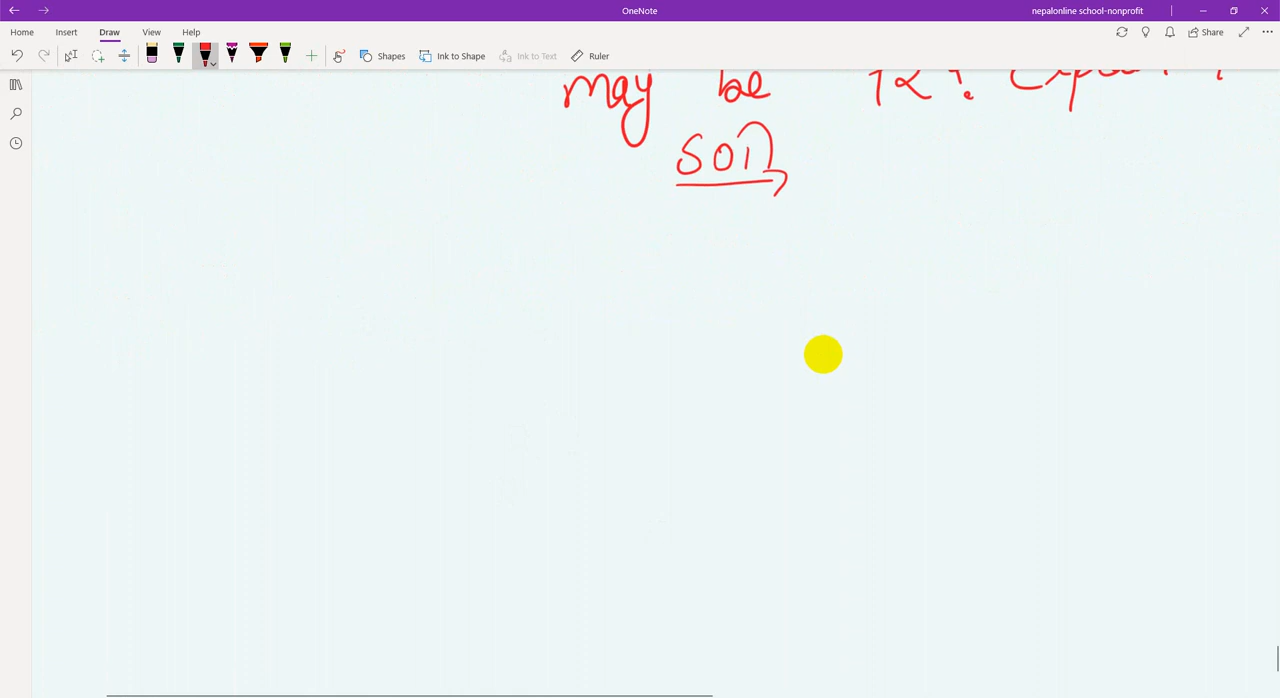 OneNote
nepalonline school-nonprofit
Home Insert Draw View Help
Share
Shapes Ink to Shape Ink to Text Ruler
may be
soln